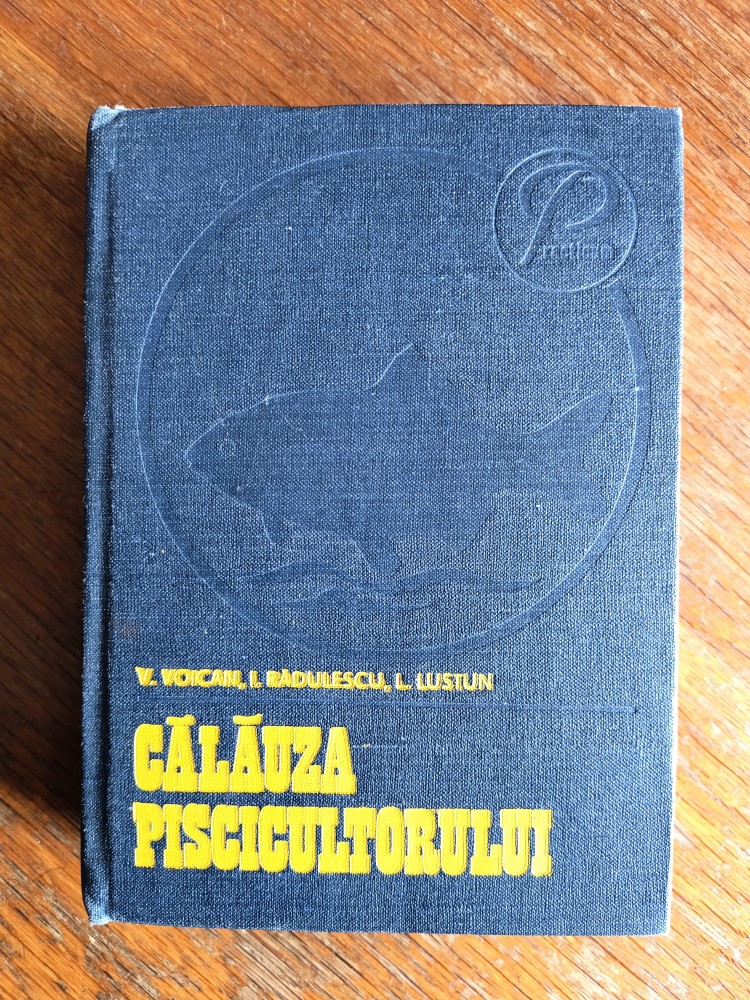 V. VOICAN, I. RĂDULESCU, L. LUSTUN
CĂLĂUZA
PISCICULTORULUI